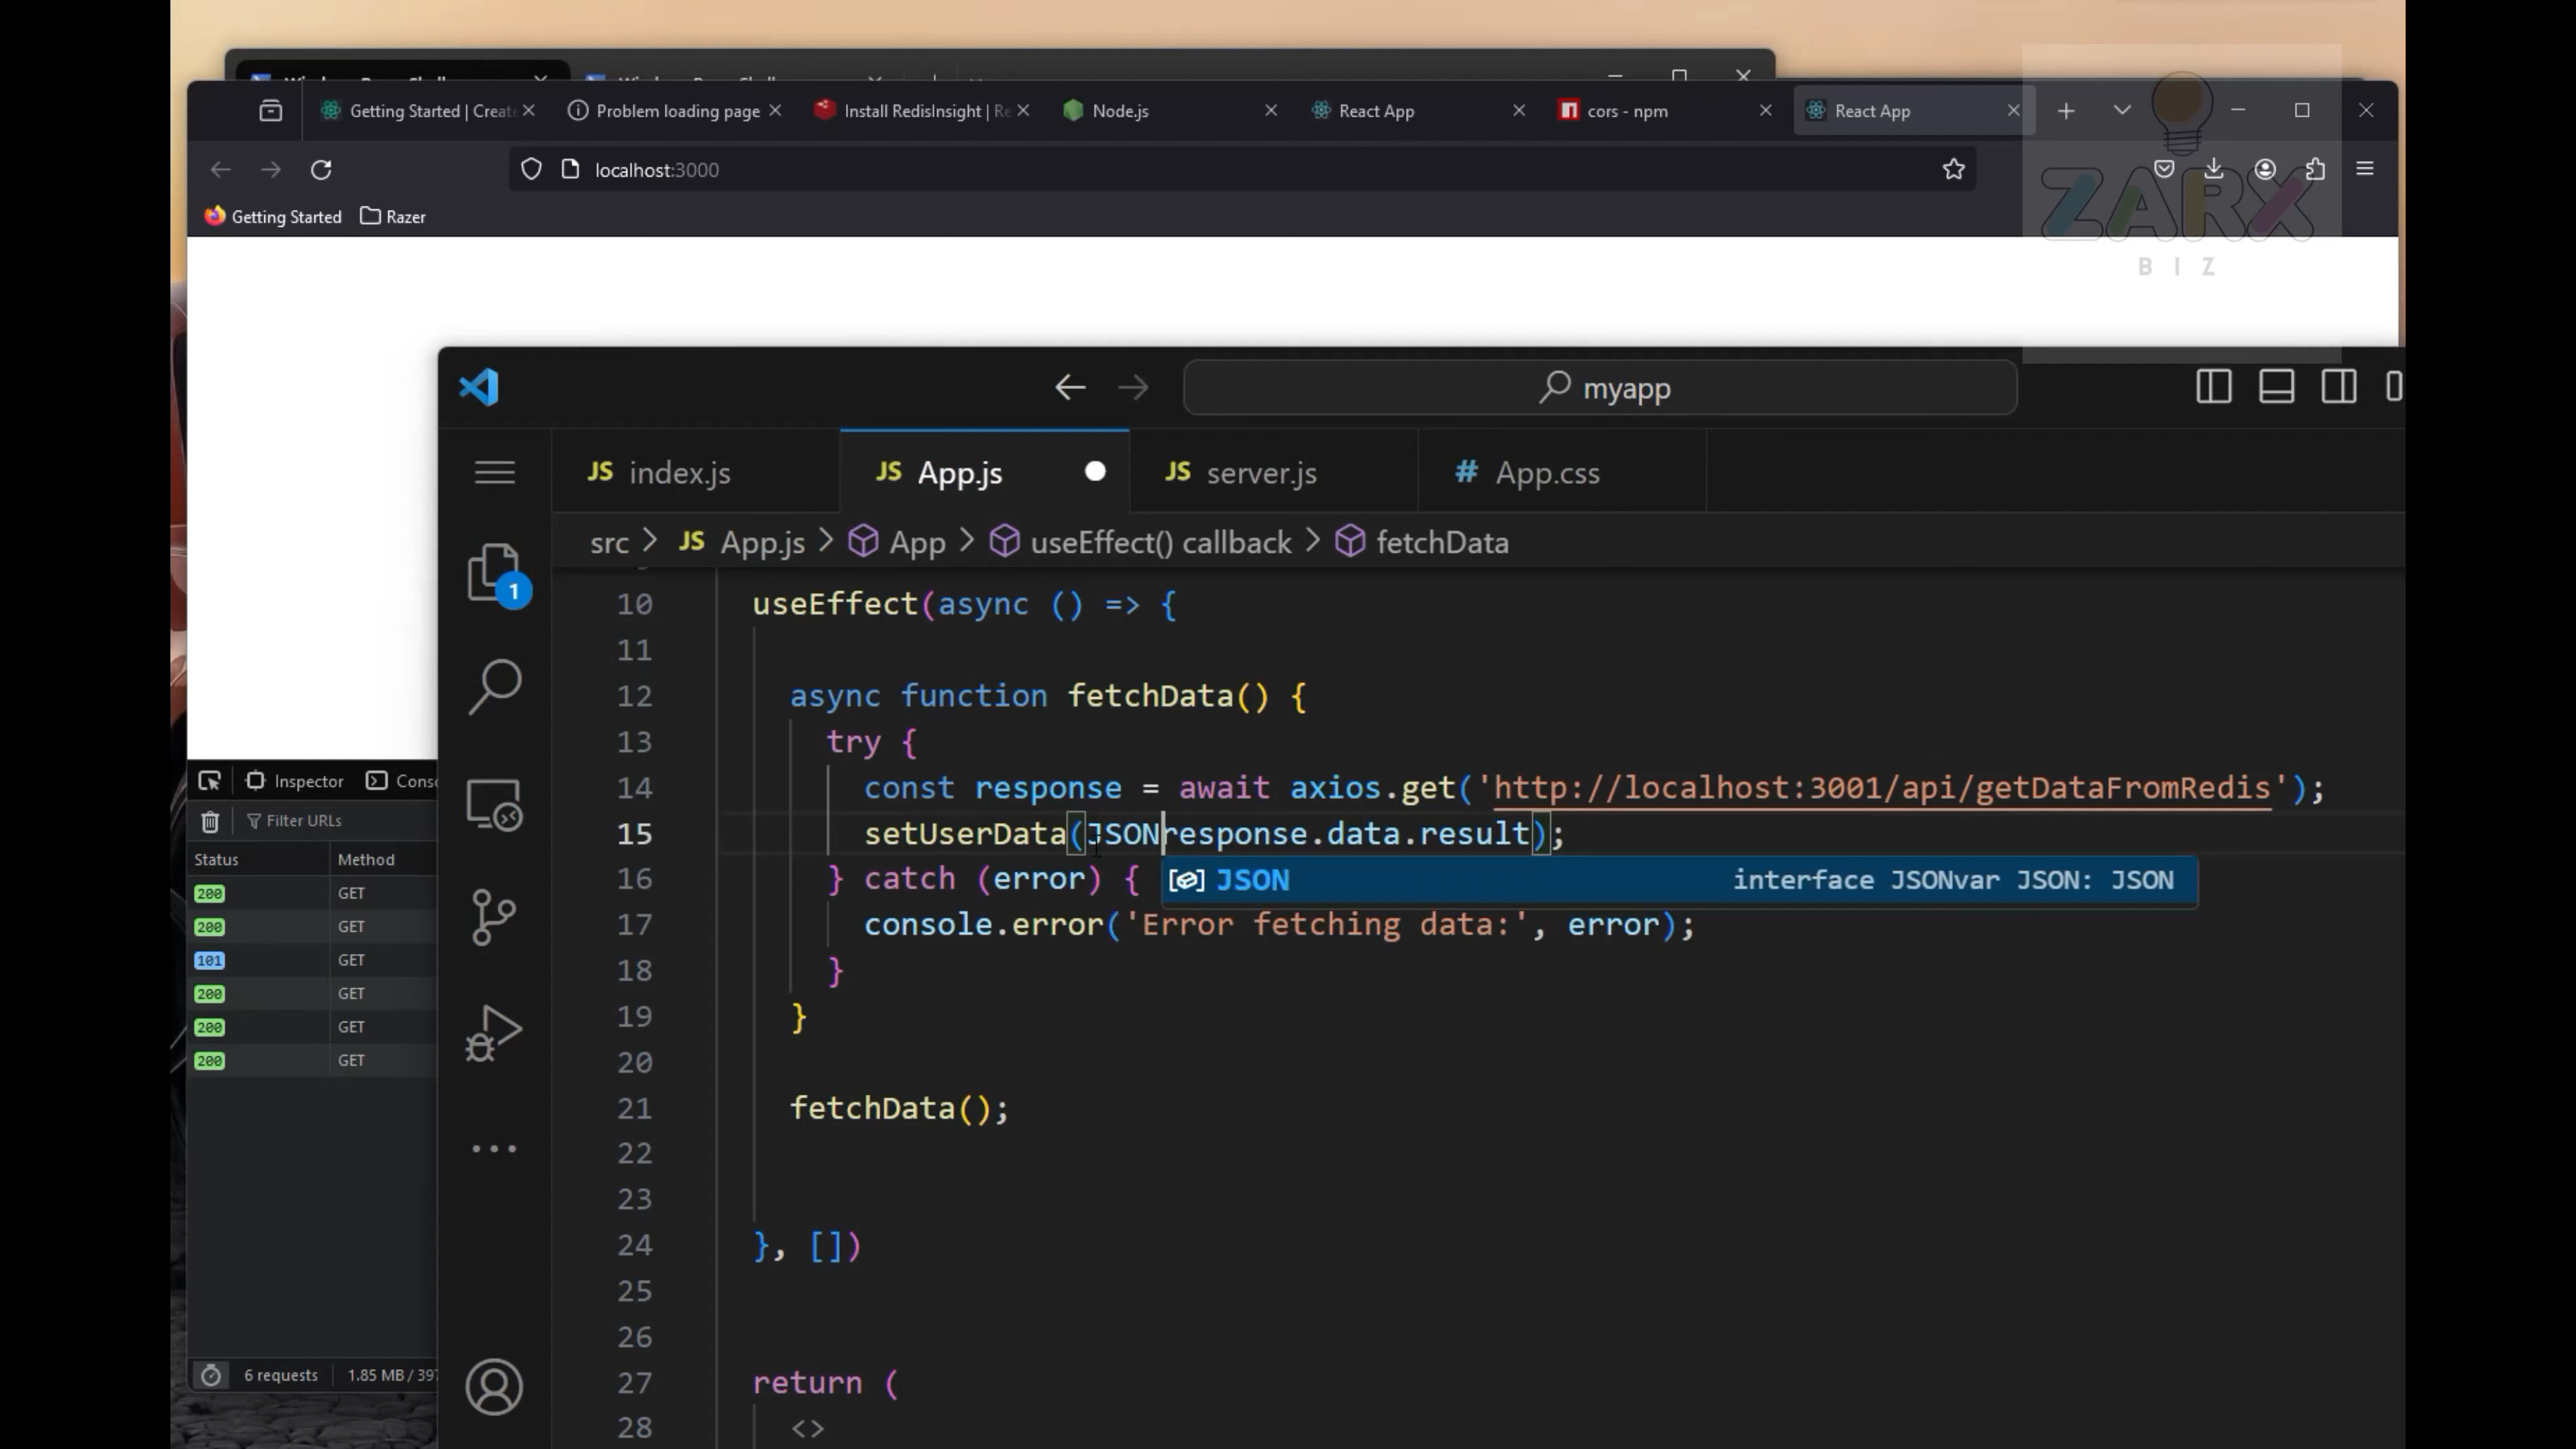 Getting Started | Create
Problem loading page
Install RedisInsight | Re
Node.js
React App
cors - npm
React App
localhost:3000
Getting Started
Razer
ZARX
BIZ
myapp
JS index.js
JS App.js
JS server.js
# App.css
src > JS App.js > App > useEffect() callback > fetchData
10 useEffect(async () => {
11
12 async function fetchData() {
13 try {
14 const response = await axios.get('http://localhost:3001/api/getDataFromRedis');
15 setUserData(JSONresponse.data.result);
16 } catch (error) {
JSON interface JSONvar JSON: JSON
17 console.error('Error fetching data:', error);
18 }
19 }
20
21 fetchData();
22
23
24 }, [])
25
26
27 return (
28 <>
1
Inspector Conso
Filter URLs
Status Method
200 GET
200 GET
101 GET
200 GET
200 GET
200 GET
6 requests 1.85 MB / 397